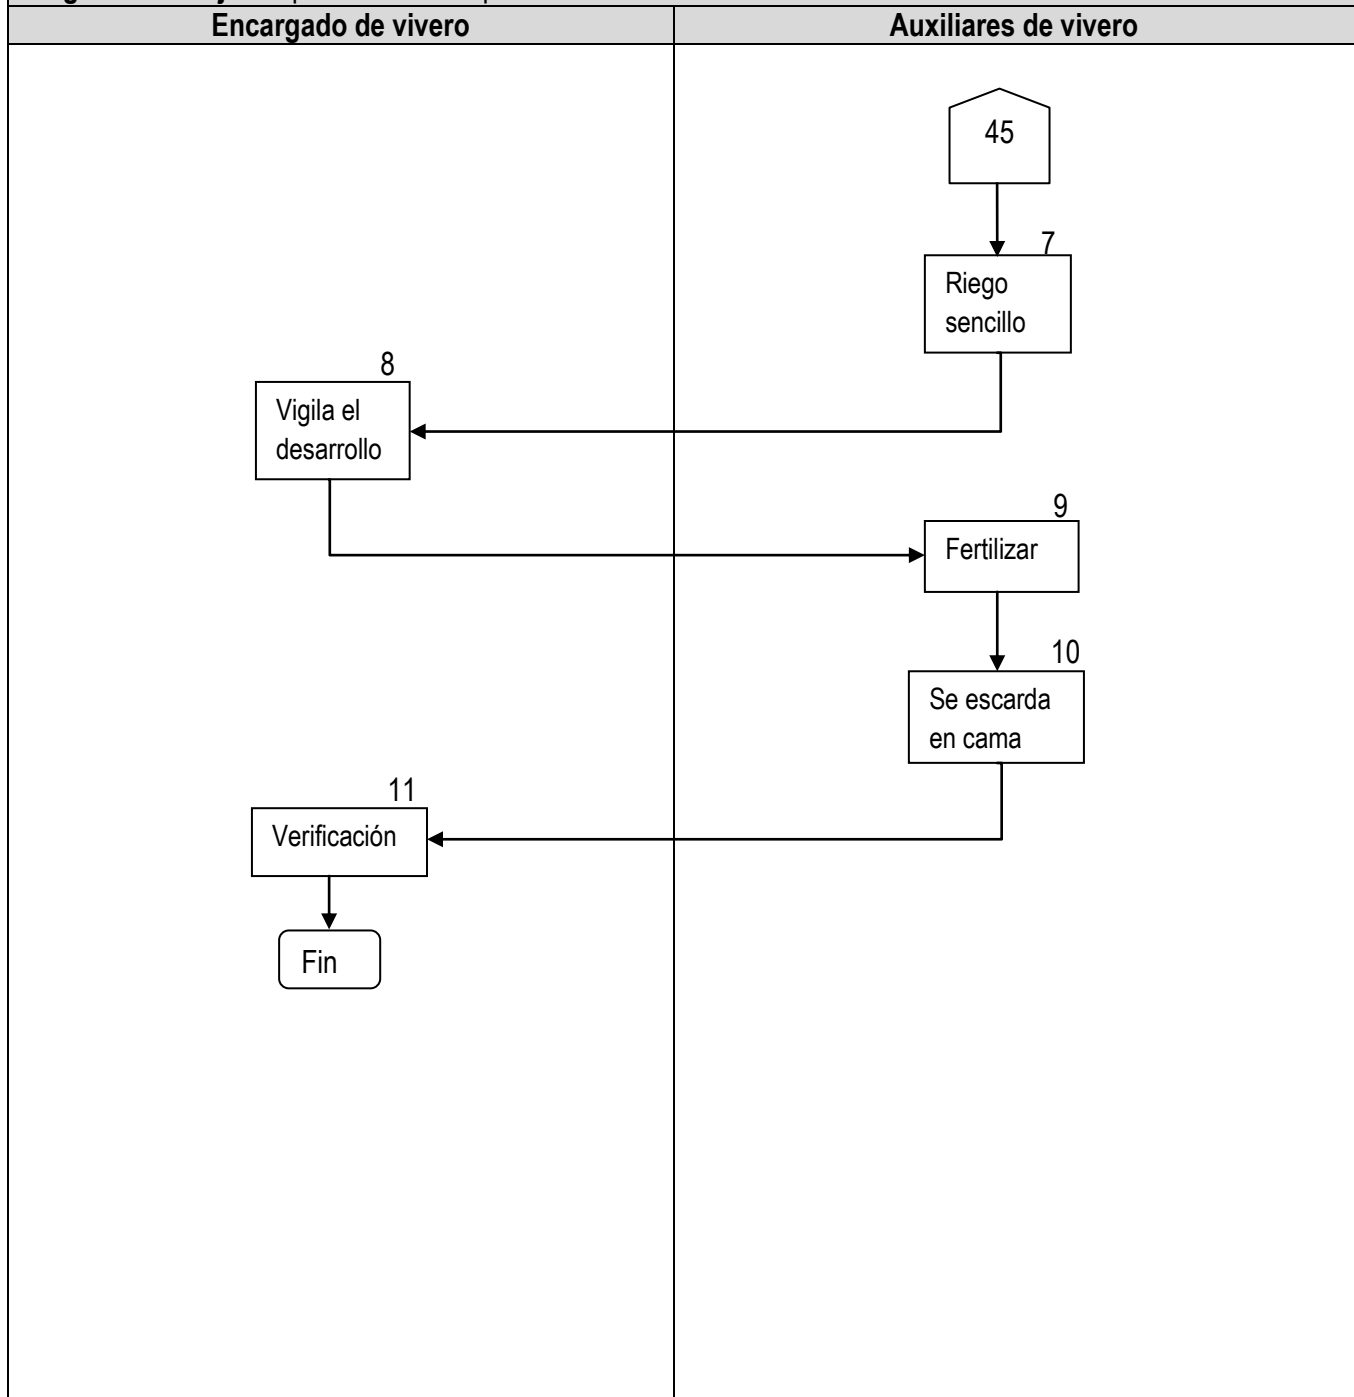 Encargado de vivero
Auxiliares de vivero
45
7
Riego
sencillo
8
Vigila el
desarrollo
9
Fertilizar
10
Se escarda
en cama
11
Verificación
Fin